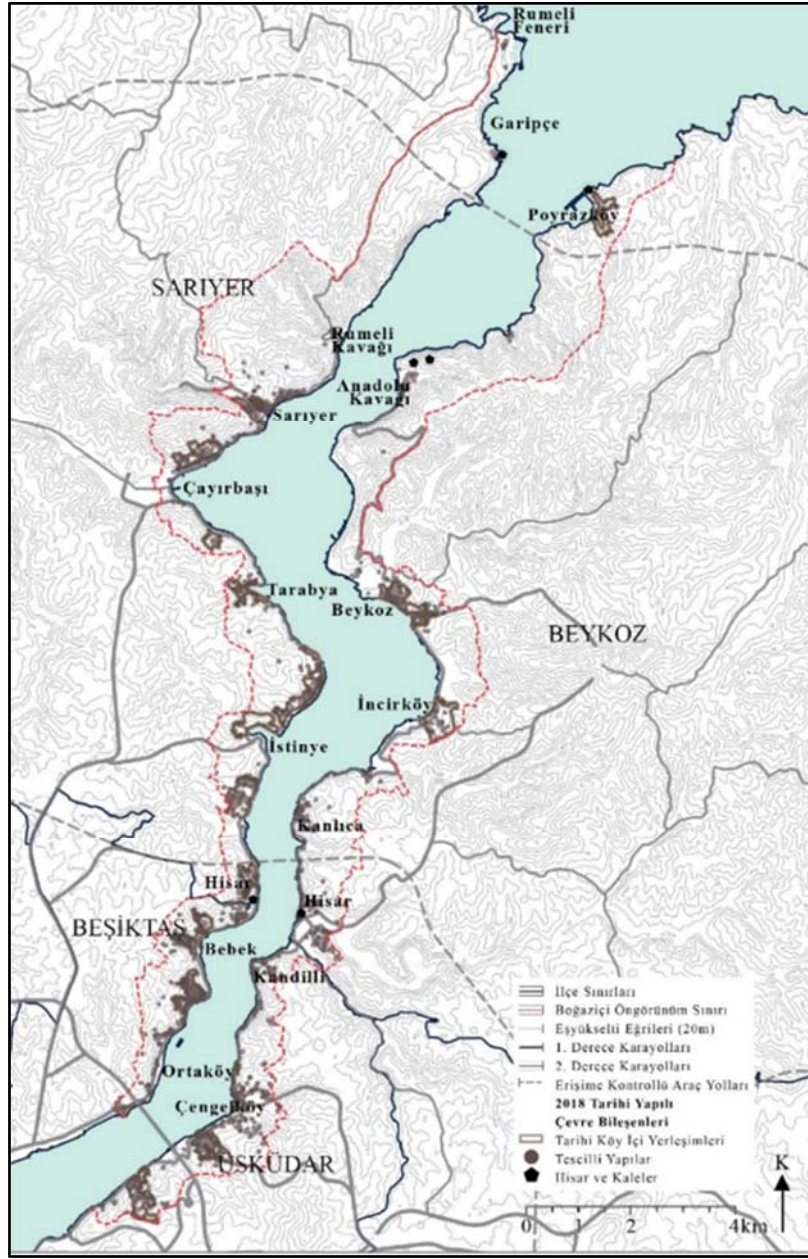 Rumeli
Feneri
Garipçe
Poyrazköy
SARIYER
Rumeli
Kavağı
Anadolu
Kavağı
Sarıyer
Çayırbaşı
Tarabya
Beykoz
BEYKOZ
İncirköy
İstinye
Kanlıca
Hisar
Hisar
BEŞİKTAŞ
Bebek
Kandilli
Ortaköy
Çengelköy
ÜSKÜDAR
İlçe Sınırları
Boğaziçi Öngörünüm Sınırı
Eşyükselti Eğrileri (20m)
1. Derece Karayolları
2. Derece Karayolları
Erişime Kontrollü Araç Yolları
2018 Tarihi Yapılı
Çevre Bileşenleri
Tarihi Köy İçi Yerleşimleri
Tescilli Yapılar
Hisar ve Kaleler
K
0 2 4km